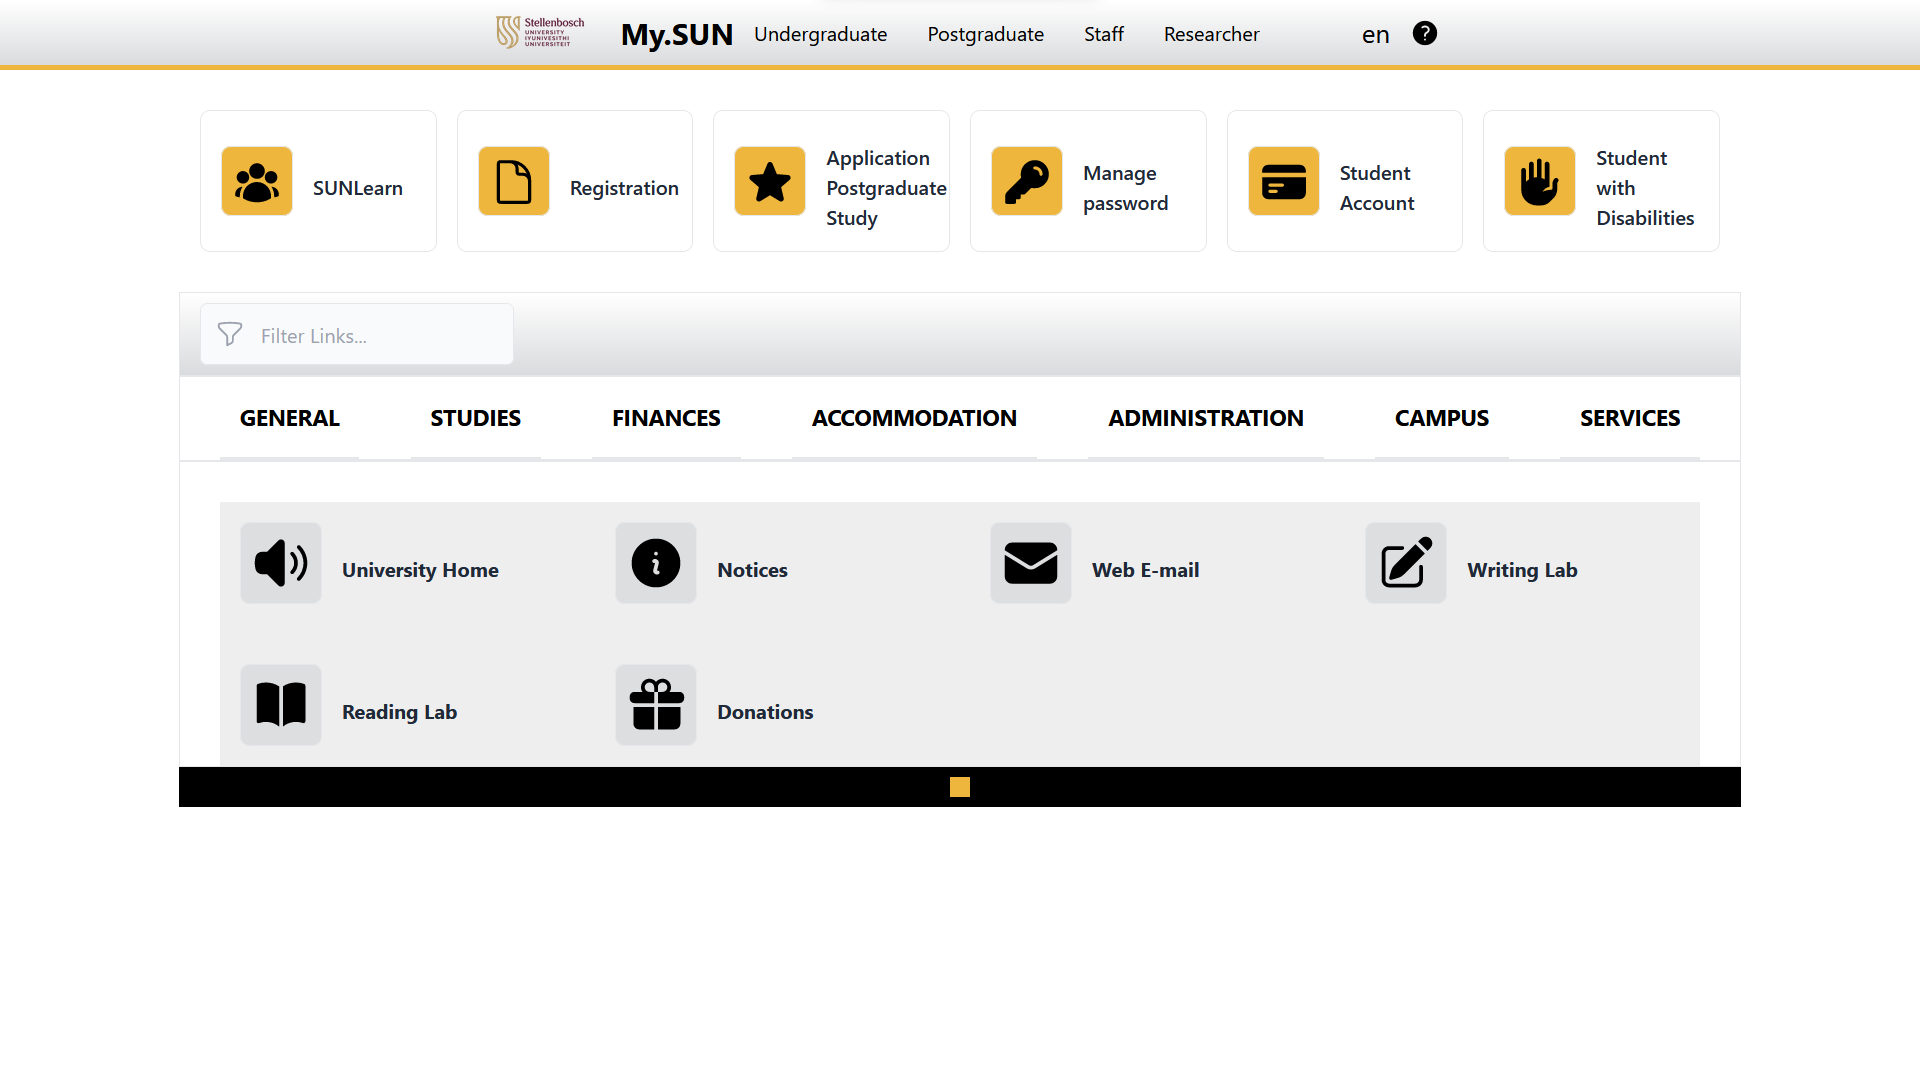 Stellenbosch
UNIVERSITY
IYUNIVESITHI
UNIVERSITEIT
My.SUN
Undergraduate
Postgraduate
Staff
Researcher
en
?
SUNLearn
Registration
Application
Postgraduate
Study
Manage
password
Student
Account
Student
with
Disabilities
Filter Links...
GENERAL
STUDIES
FINANCES
ACCOMMODATION
ADMINISTRATION
CAMPUS
SERVICES
University Home
Notices
Web E-mail
Writing Lab
Reading Lab
Donations